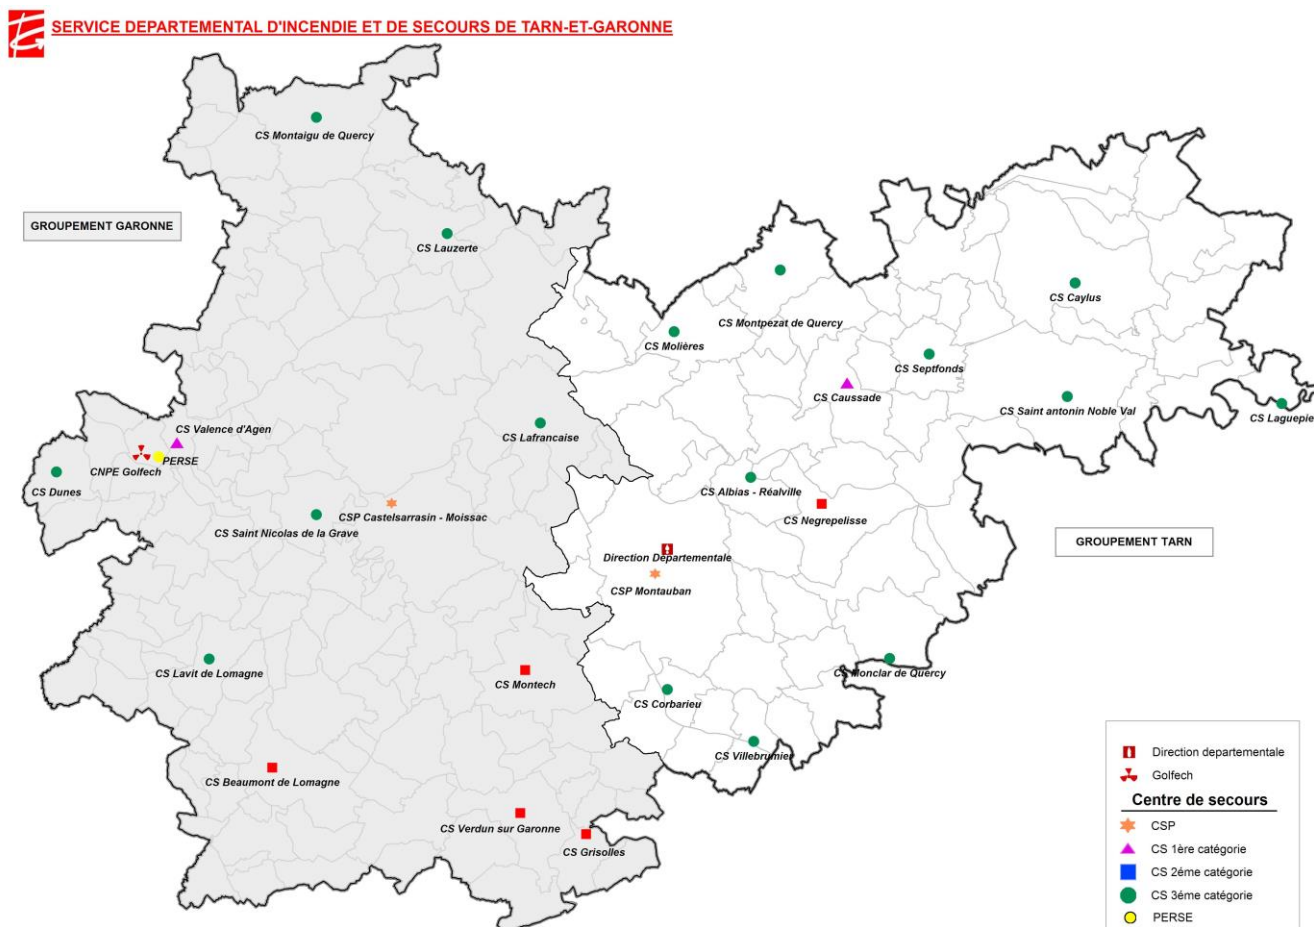 SERVICE DEPARTEMENTAL D'INCENDIE ET DE SECOURS DE TARN-ET-GARONNE
CS Montaigu de Quercy
GROUPEMENT GARONNE
CS Lauzerte
CS Caylus
CS Montpezat de Quercy
CS Molières
CS Septfonds
CS Caussade
CS Saint antonin Noble Val
CS Laguepie
CS Valence d'Agen
CS Lafrancaise
PERSE
CNPE Golfech
CS Dunes
CS Albias - Réalville
CSP Castelsarrasin - Moissac
CS Negrepelisse
CS Saint Nicolas de la Grave
GROUPEMENT TARN
Direction Departementale
CSP Montauban
CS Lavit de Lomagne
CS Monclar de Quercy
CS Montech
CS Corbarieu
CS Villebrumier
CS Beaumont de Lomagne
CS Verdun sur Garonne
CS Grisolles
Direction departementale
Golfech
Centre de secours
CSP
CS 1ère catégorie
CS 2éme catégorie
CS 3éme catégorie
PERSE